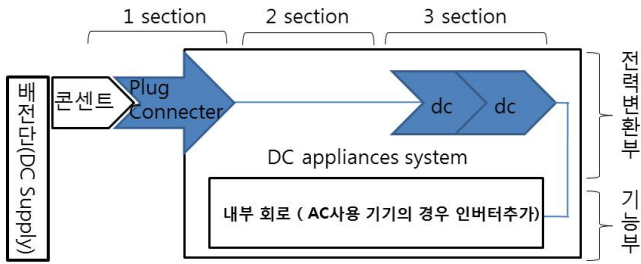 1 section
2 section
3 section
배전단(DC Supply)
콘센트
Plug
Connecter
dc
dc
DC appliances system
내부 회로 ( AC사용 기기의 경우 인버터추가)
전력변환부
기능부